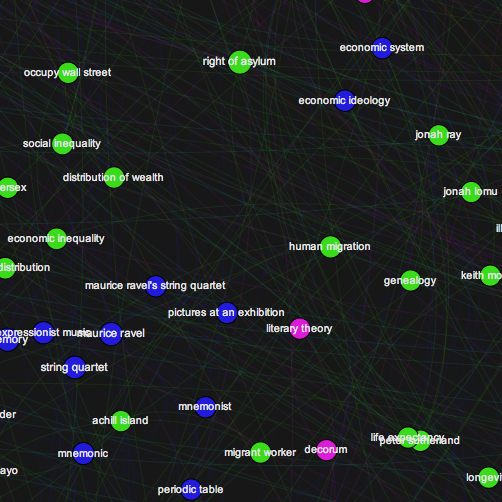 economic system
right of asylum
occupy wall street
economic ideology
jonah ray
social inequality
distribution of wealth
ersex
jonah lomu
economic inequality
human migration
distribution
keith mo
genealogy
maurice ravel's string quartet
pictures at an exhibition
literary theory
expressionist music
maurice ravel
emory
string quartet
mnemonist
der
achill island
life expectancy
peter sutherland
mnemonic
migrant worker
decorum
ayo
longevi
periodic table